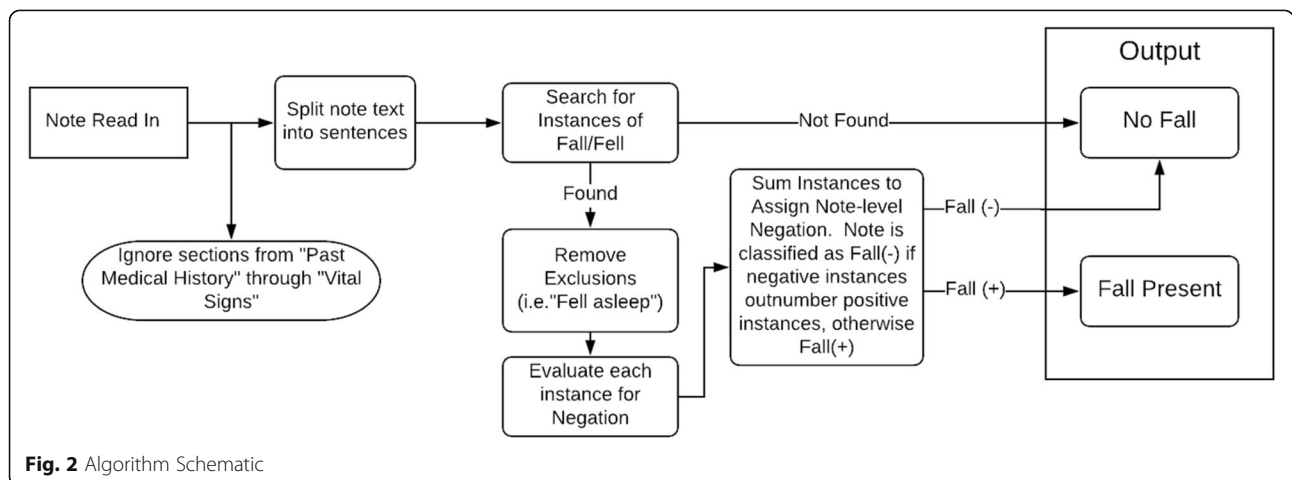 Note Read In
Split note text
into sentences
Search for
Instances of
Fall/Fell
Not Found
Output
No Fall
Found
Ignore sections from "Past
Medical History" through "Vital
Signs"
Remove
Exclusions
(i.e."Fell asleep")
Evaluate each
instance for
Negation
Sum Instances to
Assign Note-level
Negation. Note is
classified as Fall(-) if
negative instances
outnumber positive
instances, otherwise
Fall(+)
Fall (-)
Fall (+)
Fall Present
Fig. 2 Algorithm Schematic